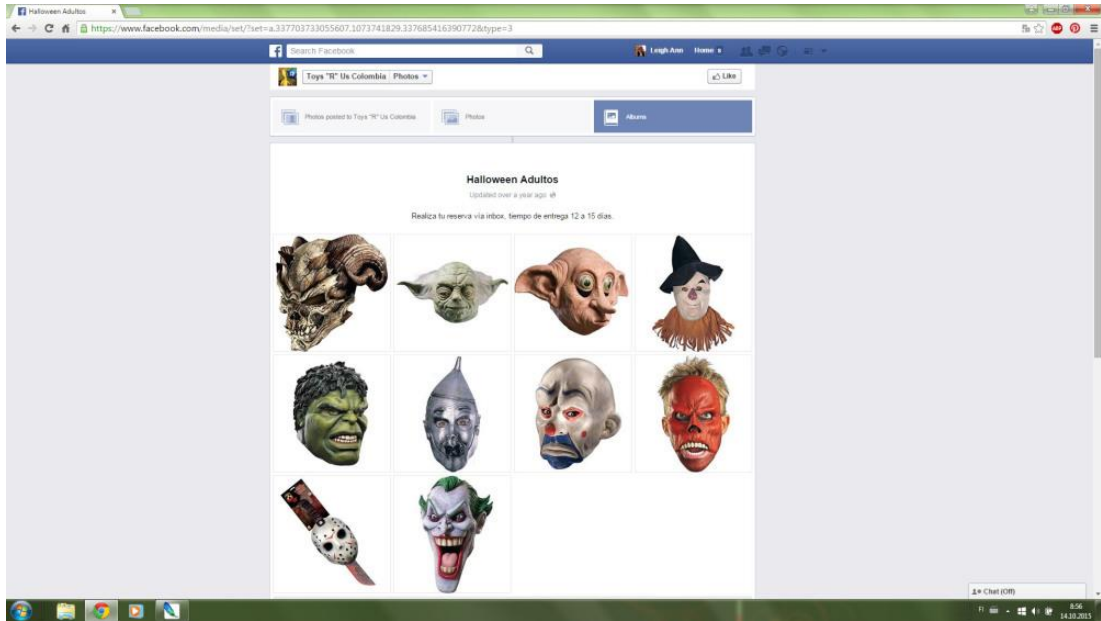 Halloween Adultos
https://www.facebook.com/media/set/?set=a.337703733055607.1073741829.337685416390772&type=3
Search Facebook
Leigh Ann Home
Toys "R" Us Colombia Photos
Like
Photos posted to Toys "R" Us Colombia
Photos
Albums
Halloween Adultos
Updated over a year ago
Realiza tu reserva vía inbox, tiempo de entrega 12 a 15 días.
Chat (Off)
FI
8:56
14.10.2015